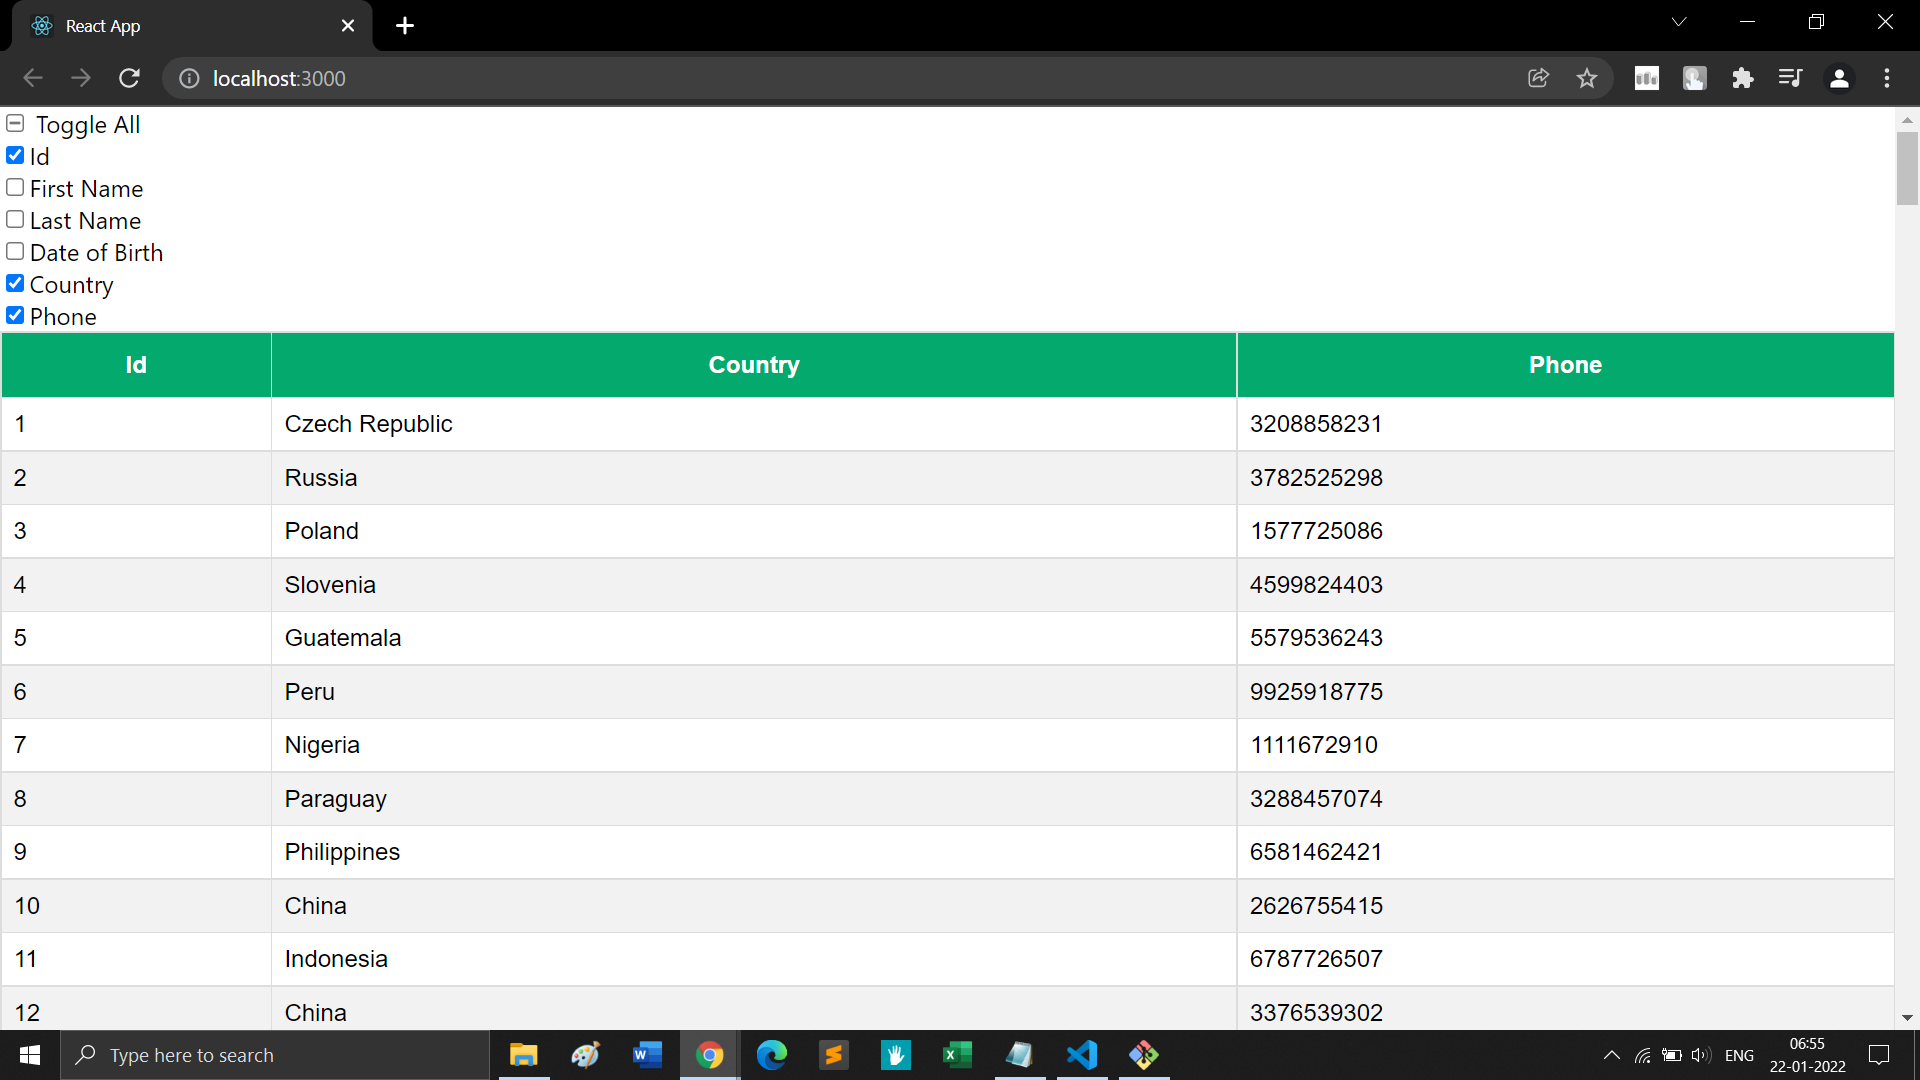 React App
localhost:3000
Toggle All
Id
First Name
Last Name
Date of Birth
Country
Phone
Id Country Phone
1 Czech Republic 3208858231
2 Russia 3782525298
3 Poland 1577725086
4 Slovenia 4599824403
5 Guatemala 5579536243
6 Peru 9925918775
7 Nigeria 1111672910
8 Paraguay 3288457074
9 Philippines 6581462421
10 China 2626755415
11 Indonesia 6787726507
12 China 3376539302
Type here to search
ENG
06:55
22-01-2022